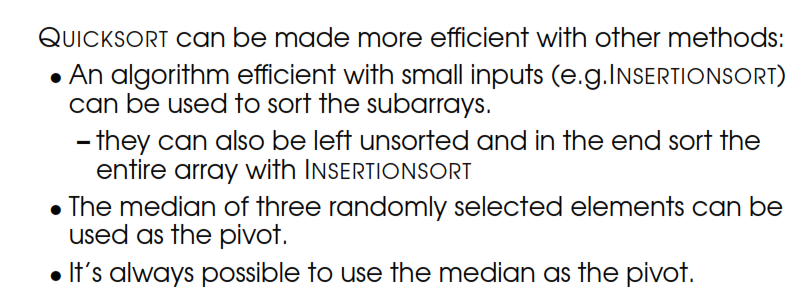 QUICKSORT can be made more efficient with other methods:
• An algorithm efficient with small inputs (e.g.INSERTIONSORT)
can be used to sort the subarrays.
– they can also be left unsorted and in the end sort the
entire array with INSERTIONSORT
• The median of three randomly selected elements can be
used as the pivot.
• It´s always possible to use the median as the pivot.